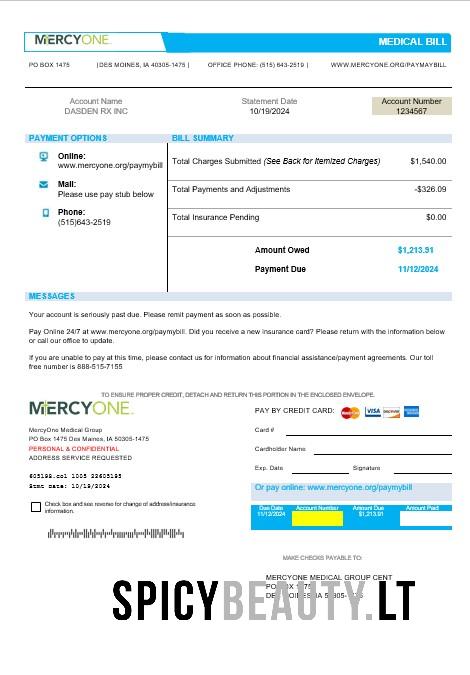 MERCYONE.
MEDICAL BILL
PO BOX 1475 | DES MOINES, IA 40305-1475 | OFFICE PHONE: (515) 643-2519 | WWW.MERCYONE.ORG/PAYMAYBILL
Account Name Statement Date Account Number
DASDEN RX INC 10/19/2024 1234567
PAYMENT OPTIONS
Online:
www.mercyone.org/paymybill
Mail:
Please use pay stub below
Phone:
(515)643-2519
BILL SUMMARY
Total Charges Submitted (See Back for Itemized Charges) $1,540.00
Total Payments and Adjustments -$326.09
Total Insurance Pending $0.00
Amount Owed $1,213.91
Payment Due 11/12/2024
MESSAGES
Your account is seriously past due. Please remit payment as soon as possible.
Pay Online 24/7 at www.mercyone.org/paymybill. Did you receive a new insurance card? Please return with the information below
or call our office to update.
If you are unable to pay at this time, please contact us for information about financial assistance/payment agreements. Our toll
free number is 888-515-7155
TO ENSURE PROPER CREDIT, DETACH AND RETURN THIS PORTION IN THE ENCLOSED ENVELOPE.
MERCYONE.
MercyOne Medical Group
PO Box 1475 Des Maines, IA 50305-1475
PERSONAL & CONFIDENTIAL
ADDRESS SERVICE REQUESTED
Stmt date: 10/19/2024
Check box and see reverse for change of address/insurance
information.
PAY BY CREDIT CARD: MasterCard VISA DISCOVER
Card #
Cardholder Name
Exp. Date Signature
Or pay online: www.mercyone.org/paymybill
Due Date Account Number Amount Due Amount Paid
11/12/2024 $1,213.91
MAKE CHECKS PAYABLE TO:
MERCYONE MEDICAL GROUP CENT
PO BOX 1475
DES MOINES IA 50305-1475
SPICYBEAUTY.LT